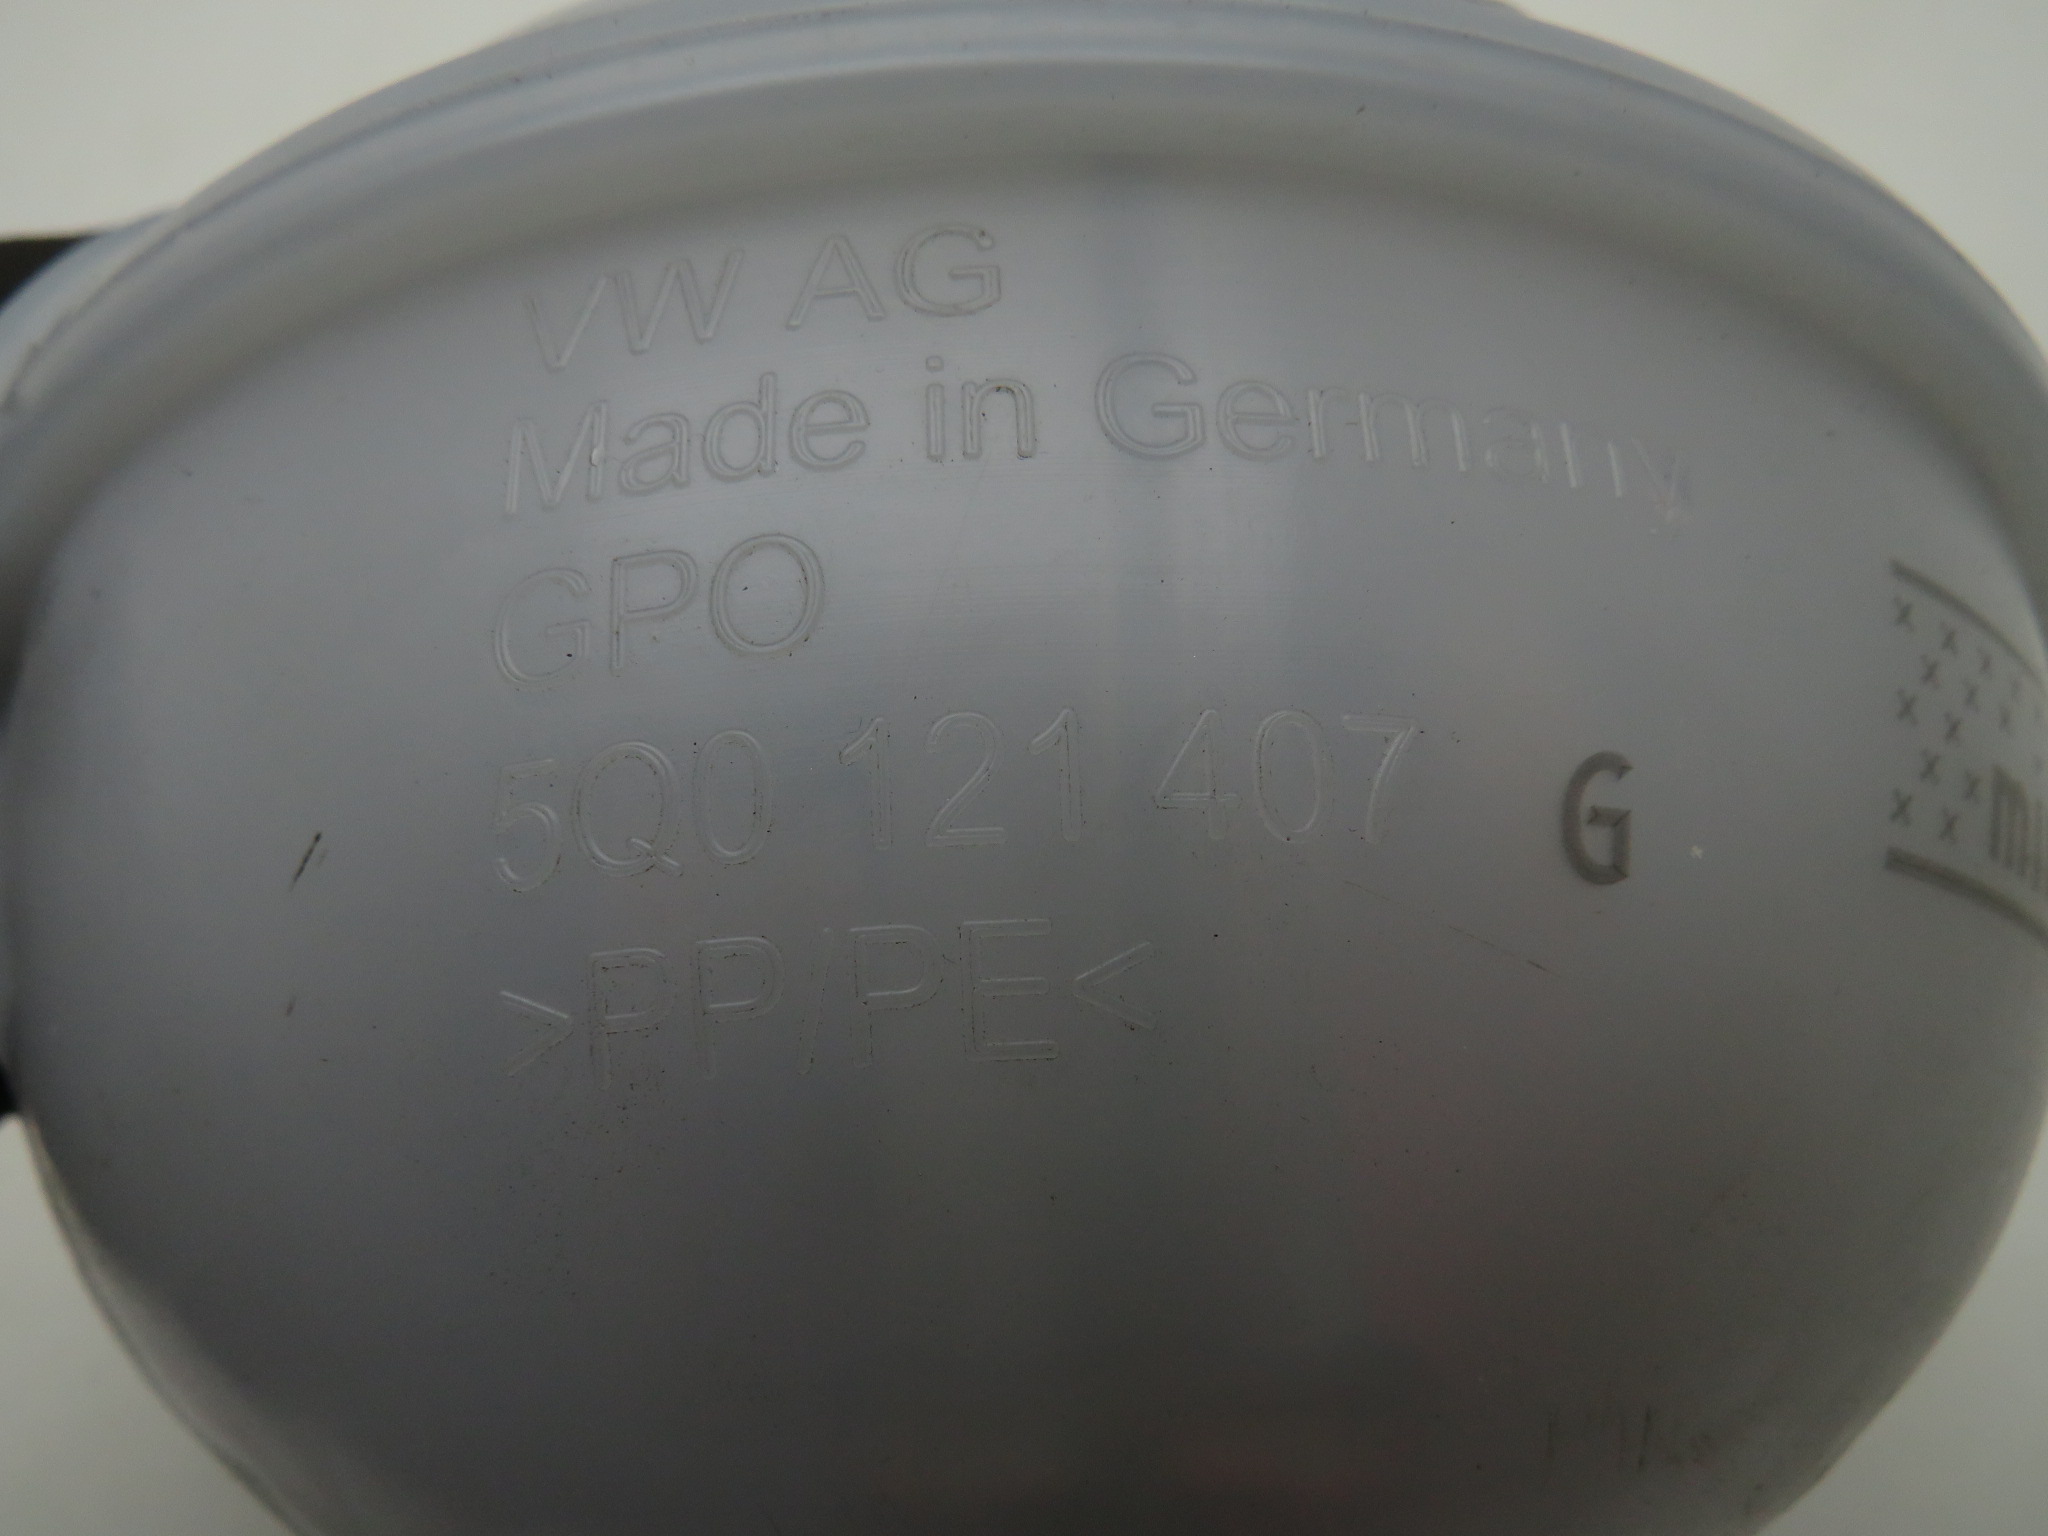 VW AG
Made in Germany
GPO
5Q0 121 407 G
>PP/PE<